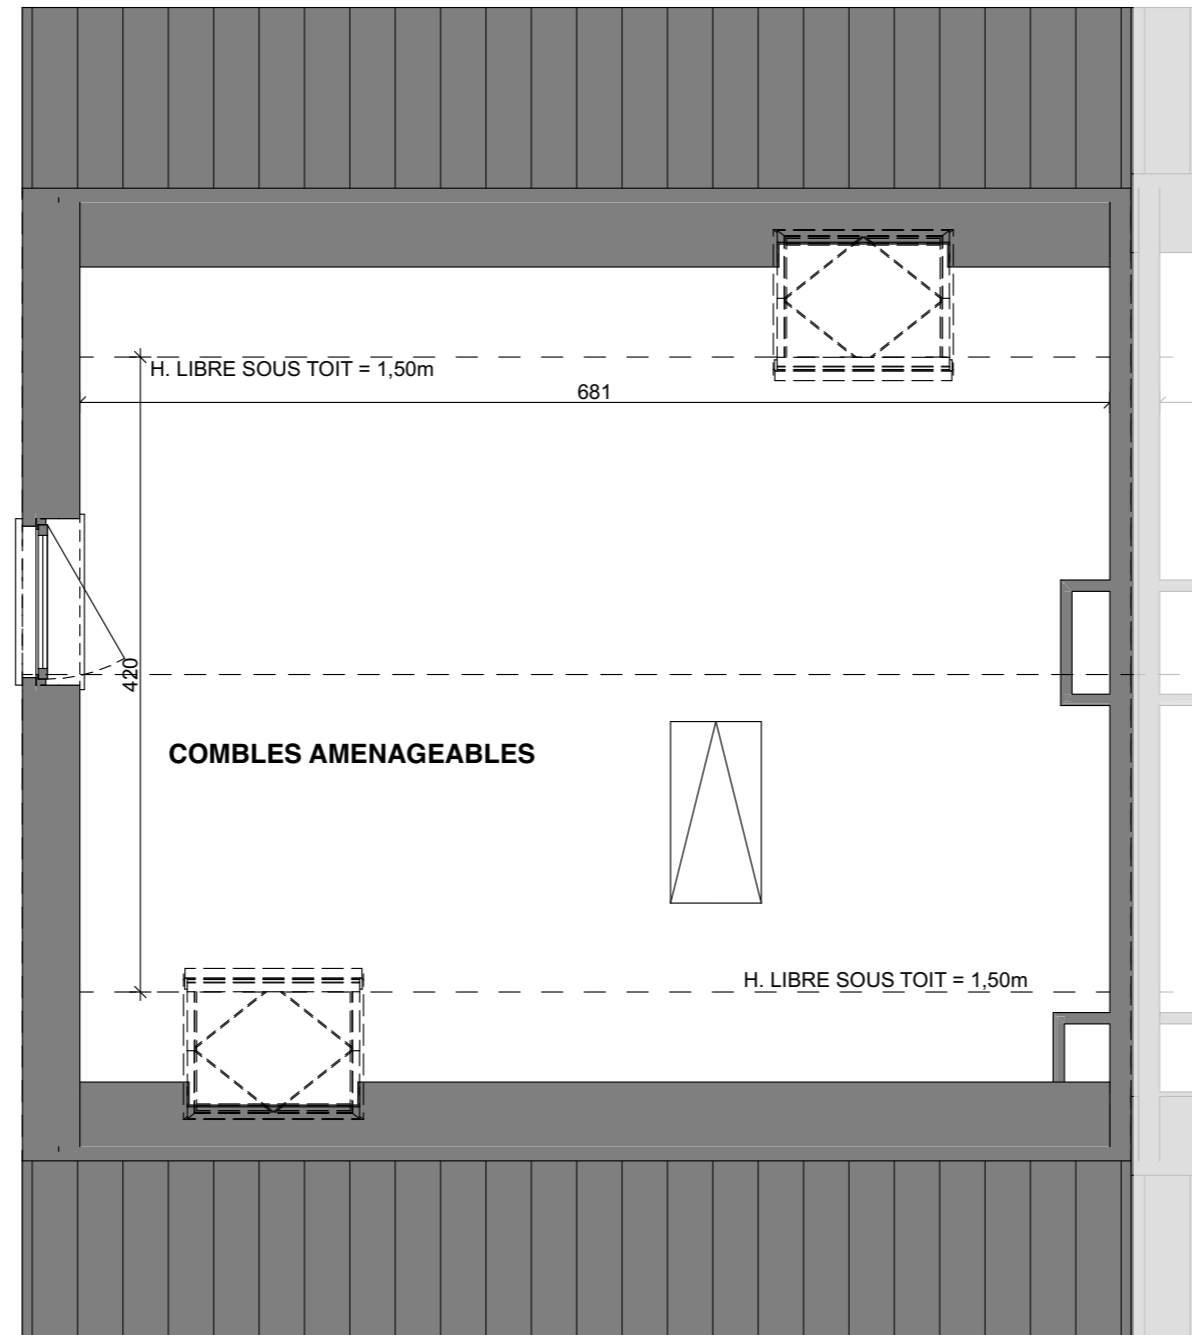 H. LIBRE SOUS TOIT = 1,50m
681
420
COMBLES AMENAGEABLES
H. LIBRE SOUS TOIT = 1,50m